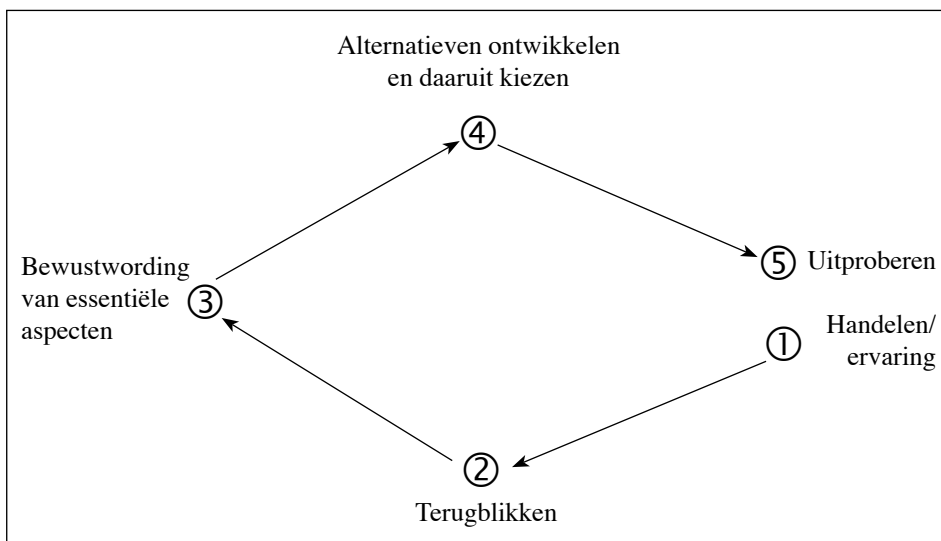 Alternatieven ontwikkelen
en daaruit kiezen
④
⑤ Uitproberen
Bewustwording
van essentiële
aspecten
③
Handelen/
ervaring
①
②
Terugblikken